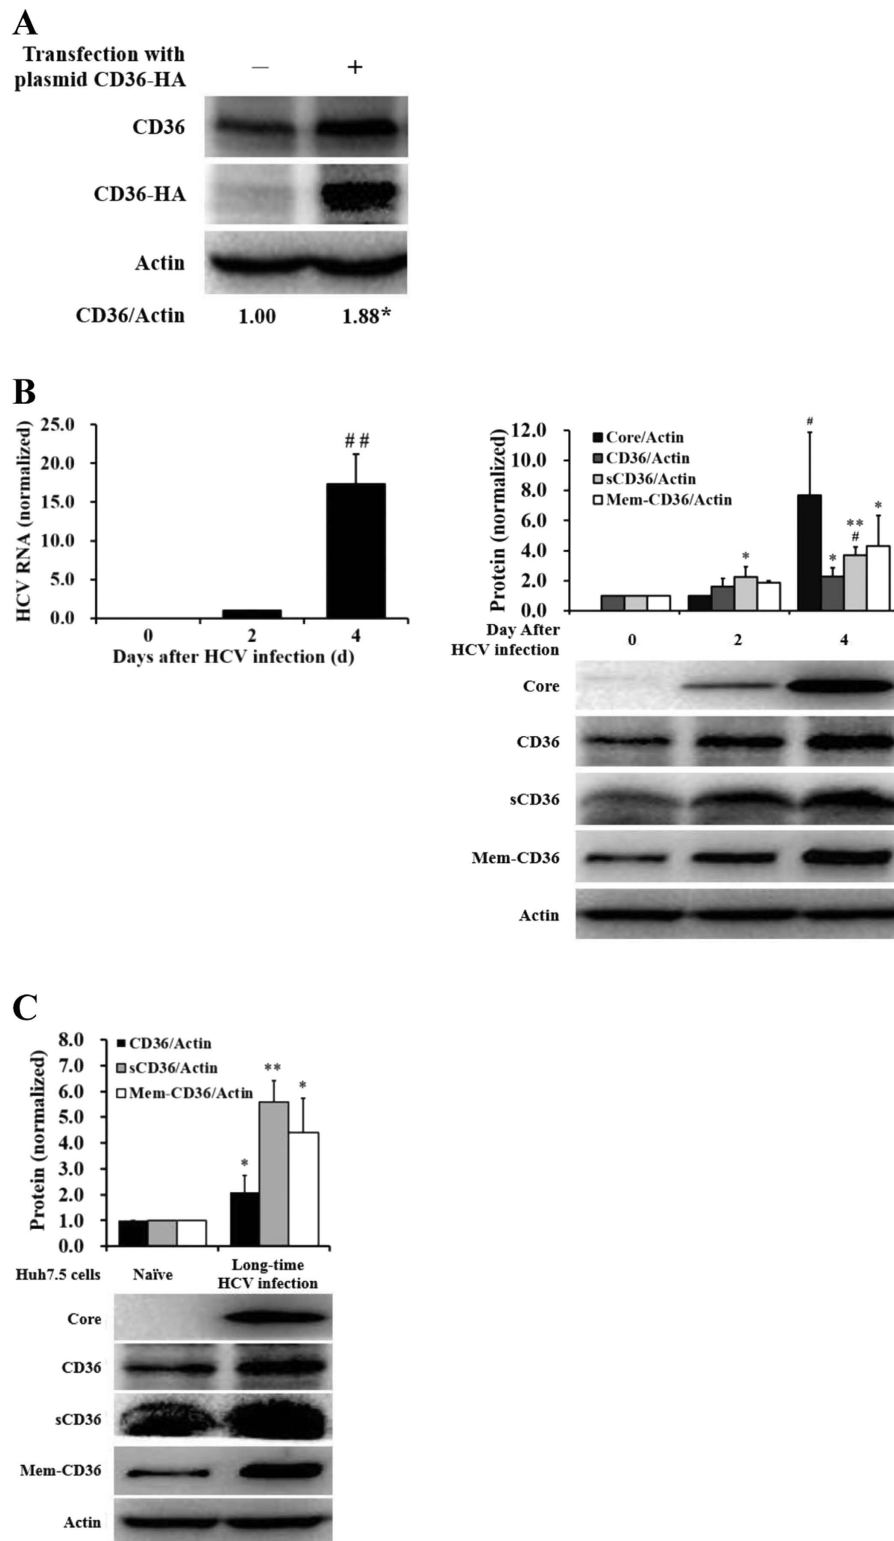 A
Transfection with
plasmid CD36-HA
— +
CD36
CD36-HA
Actin
CD36/Actin 1.00 1.88*
B
HCV RNA (normalized)
25.0
20.0
15.0
10.0
5.0
0.0
# #
0 2 4
Days after HCV infection (d)
Protein (normalized)
12.0
10.0
8.0
6.0
4.0
2.0
0.0
Core/Actin
CD36/Actin
sCD36/Actin
Mem-CD36/Actin
*
#
*
**
#
*
Day After
HCV infection
0 2 4
Core
CD36
sCD36
Mem-CD36
Actin
C
Protein (normalized)
8.0
7.0
6.0
5.0
4.0
3.0
2.0
1.0
0.0
CD36/Actin
sCD36/Actin
Mem-CD36/Actin
*
**
*
Huh7.5 cells Naïve Long-time
HCV infection
Core
CD36
sCD36
Mem-CD36
Actin